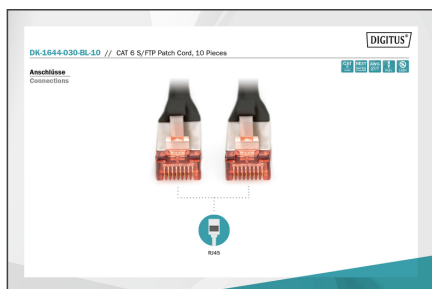 DIGITUS®
DK-1644-030-BL-10 // CAT 6 S/FTP Patch Cord, 10 Pieces
Anschlüsse
Connections
RJ45